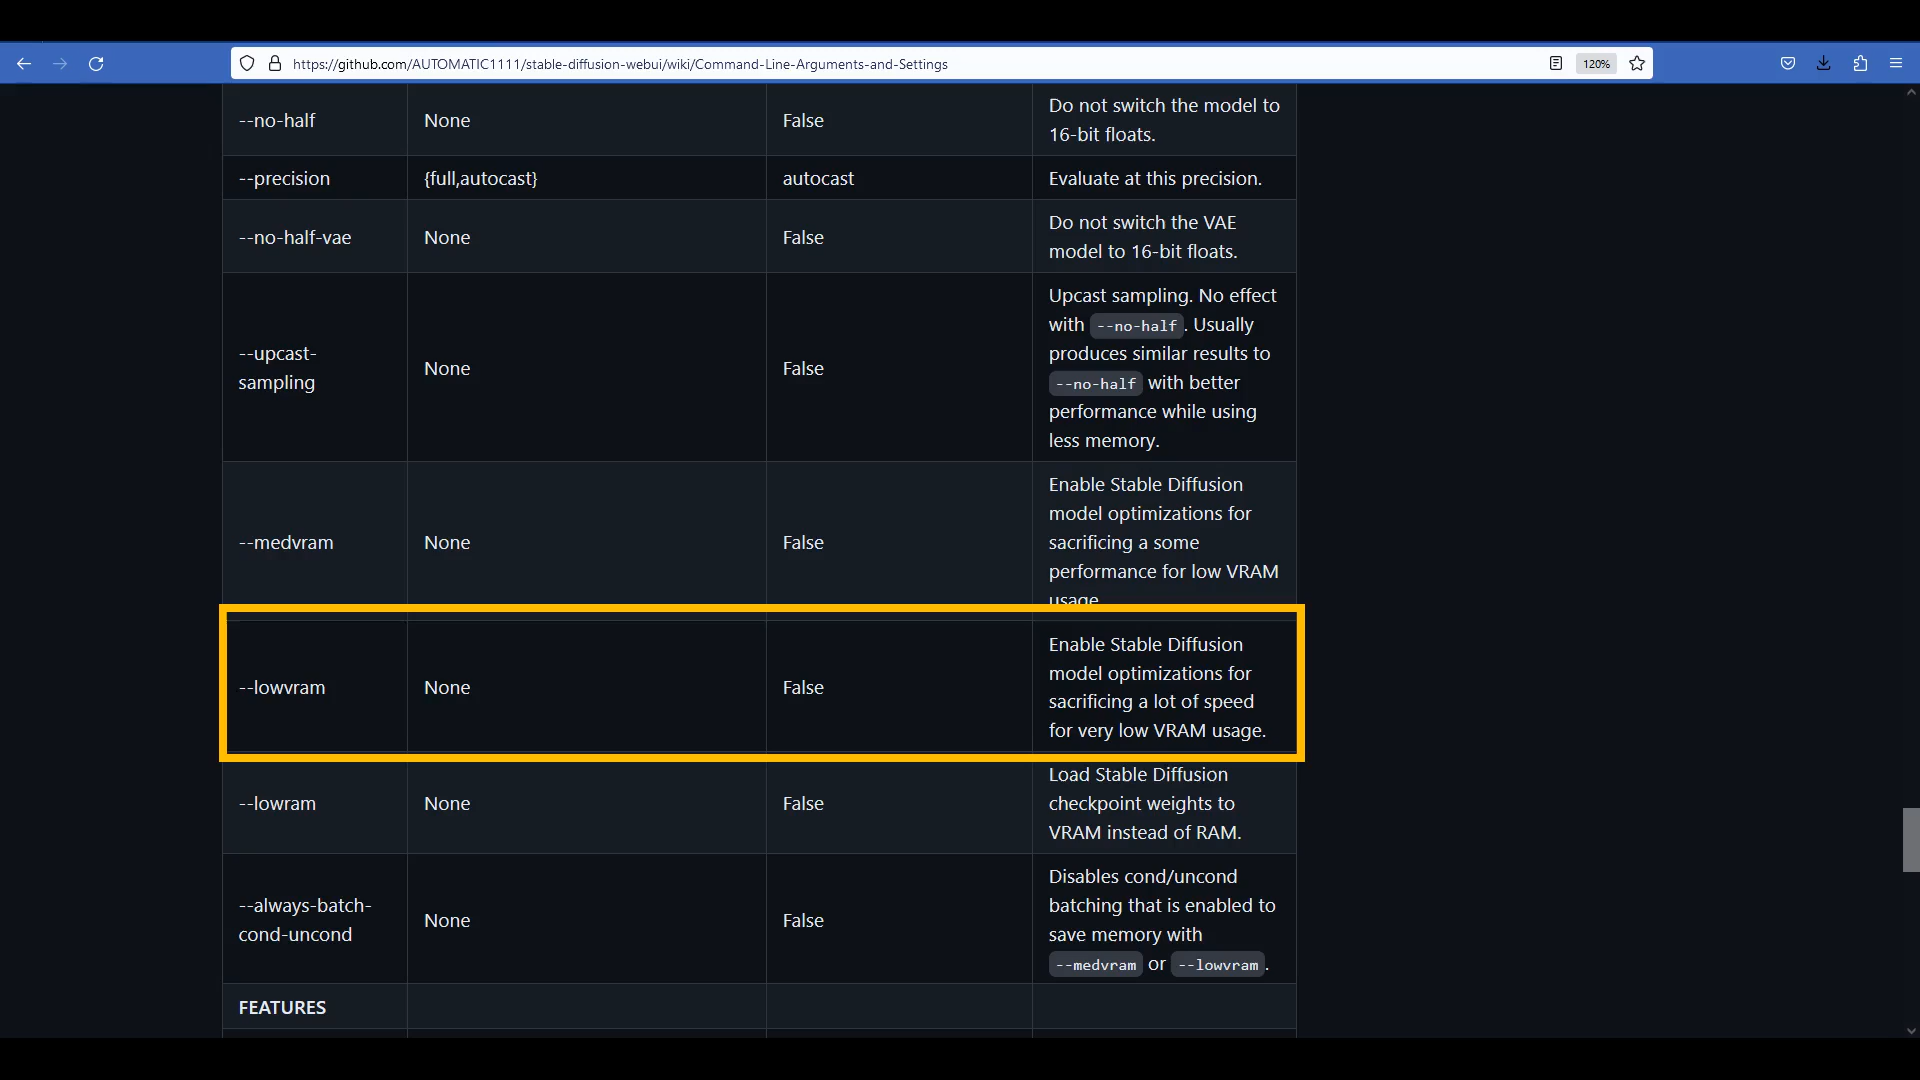 https://github.com/AUTOMATIC1111/stable-diffusion-webui/wiki/Command-Line-Arguments-and-Settings
120%
--no-half
None
False
Do not switch the model to
16-bit floats.
--precision
{full,autocast}
autocast
Evaluate at this precision.
--no-half-vae
None
False
Do not switch the VAE
model to 16-bit floats.
--upcast-
sampling
None
False
Upcast sampling. No effect
with --no-half. Usually
produces similar results to
--no-half with better
performance while using
less memory.
--medvram
None
False
Enable Stable Diffusion
model optimizations for
sacrificing a some
performance for low VRAM
usage
--lowvram
None
False
Enable Stable Diffusion
model optimizations for
sacrificing a lot of speed
for very low VRAM usage.
--lowram
None
False
Load Stable Diffusion
checkpoint weights to
VRAM instead of RAM.
--always-batch-
cond-uncond
None
False
Disables cond/uncond
batching that is enabled to
save memory with
--medvram or --lowvram.
FEATURES